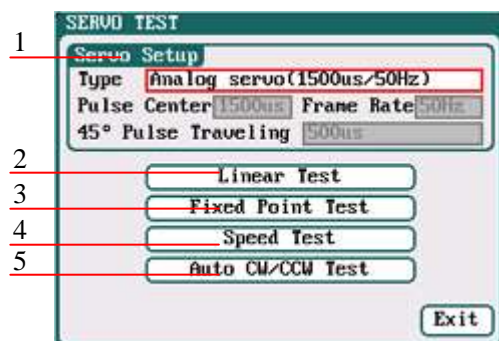 SERVO TEST
1
Servo Setup
Type Analog servo(1500us/50Hz)
Pulse Center 1500us Frame Rate 50Hz
45° Pulse Traveling 500us
2 Linear Test
3 Fixed Point Test
4 Speed Test
5 Auto CW/CCW Test
Exit